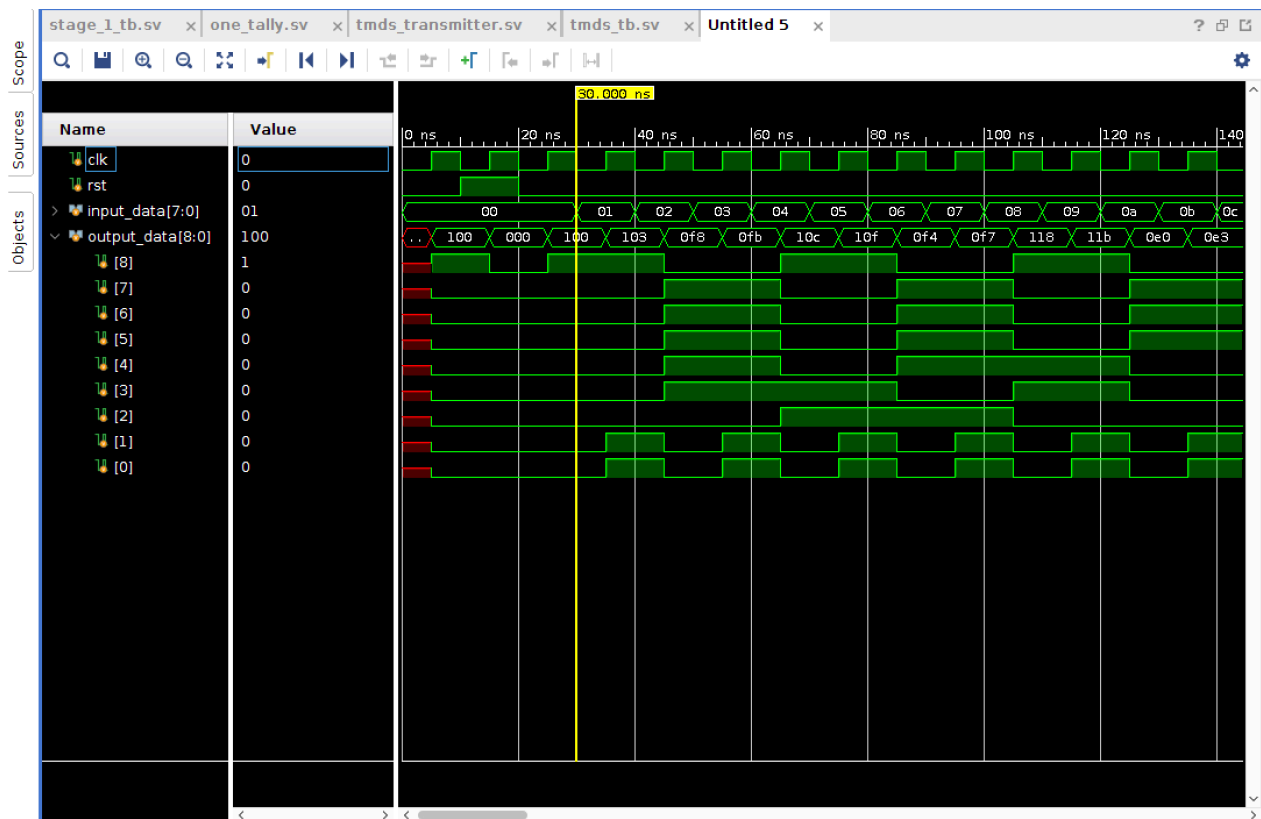 stage_1_tb.sv × one_tally.sv × tmds_transmitter.sv × tmds_tb.sv × Untitled 5 × ?
Scope
Sources
Objects
30.000 ns
Name Value 0 ns 20 ns 40 ns 60 ns 80 ns 100 ns 120 ns 140
clk 0
rst 0
input_data[7:0] 01 00 01 02 03 04 05 06 07 08 09 0a 0b 0c
output_data[8:0] 100 .. 100 000 100 103 0f8 0fb 10c 10f 0f4 0f7 118 11b 0e0 0e3
[8] 1
[7] 0
[6] 0
[5] 0
[4] 0
[3] 0
[2] 0
[1] 0
[0] 0